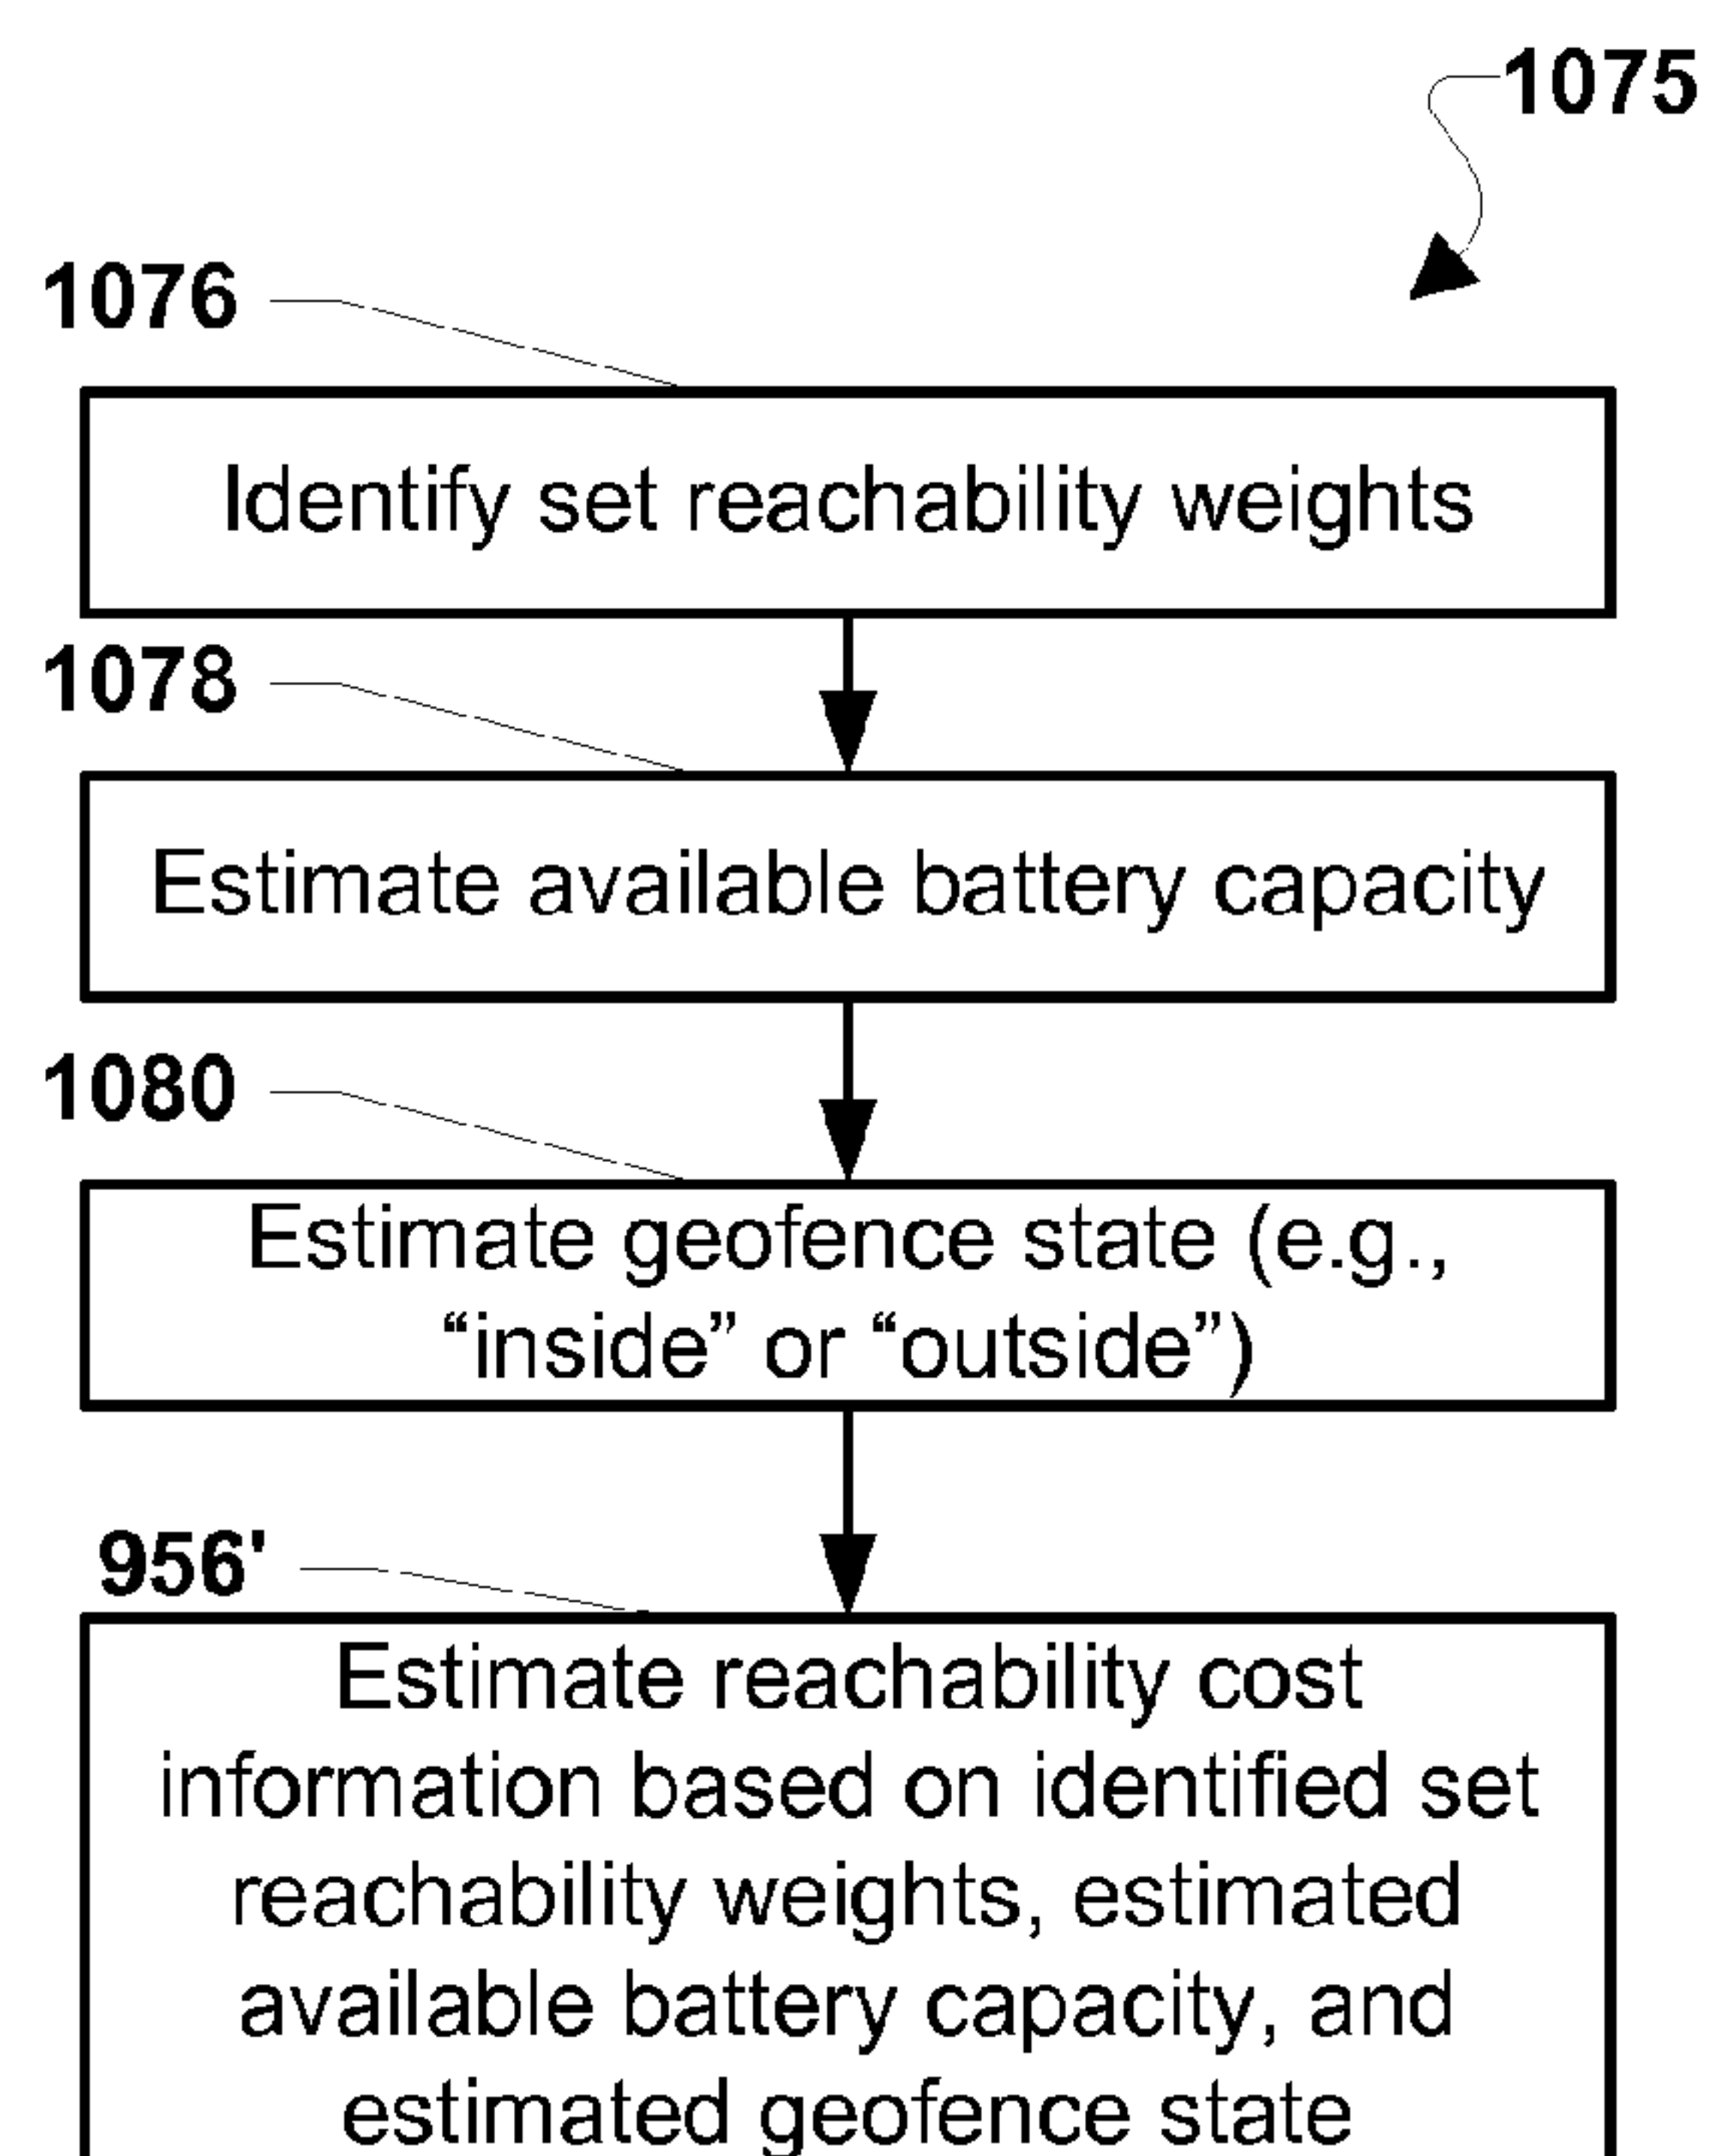 1075
1076
Identify set reachability weights
1078
Estimate available battery capacity
1080
Estimate geofence state (e.g.,
“inside” or “outside”)
956'
Estimate reachability cost
information based on identified set
reachability weights, estimated
available battery capacity, and
estimated geofence state